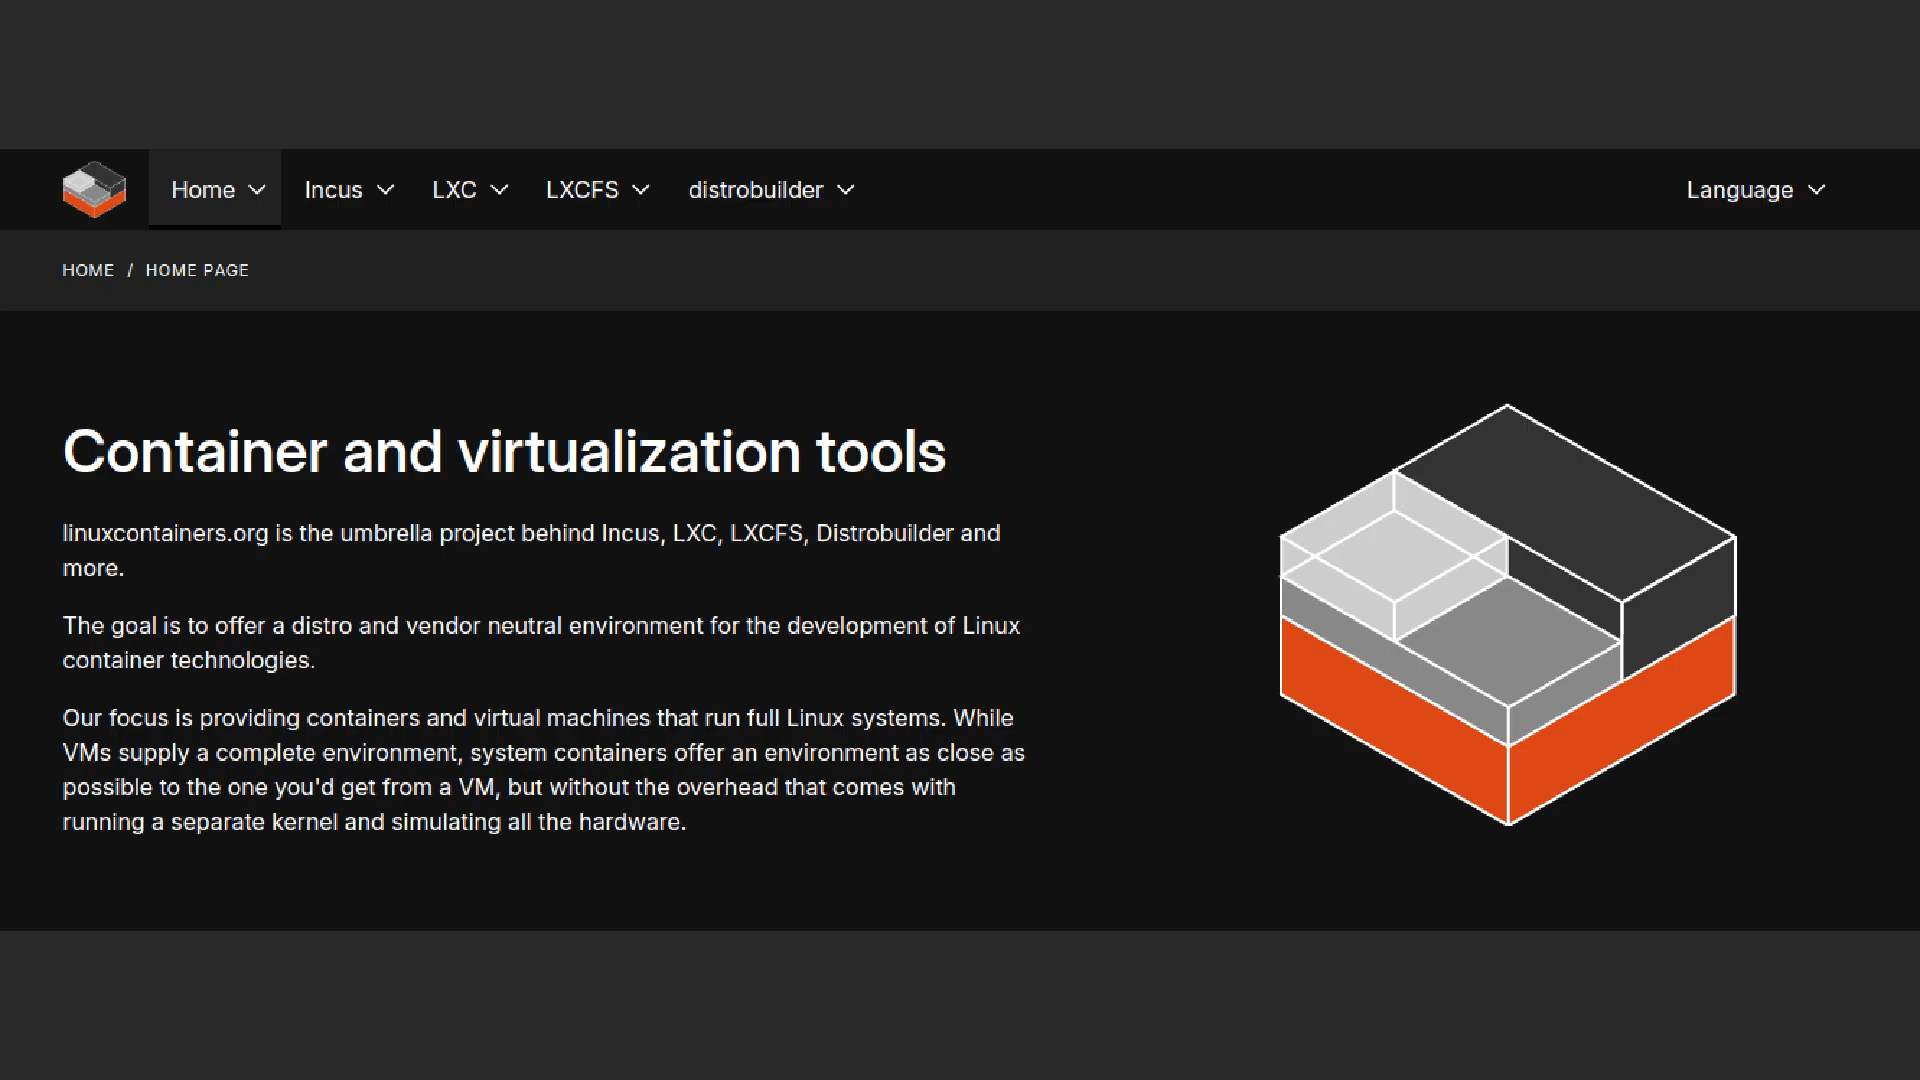 Home
Incus
LXC
LXCFS
distrobuilder
Language
HOME / HOME PAGE
Container and virtualization tools
linuxcontainers.org is the umbrella project behind Incus, LXC, LXCFS, Distrobuilder and
more.
The goal is to offer a distro and vendor neutral environment for the development of Linux
container technologies.
Our focus is providing containers and virtual machines that run full Linux systems. While
VMs supply a complete environment, system containers offer an environment as close as
possible to the one you'd get from a VM, but without the overhead that comes with
running a separate kernel and simulating all the hardware.